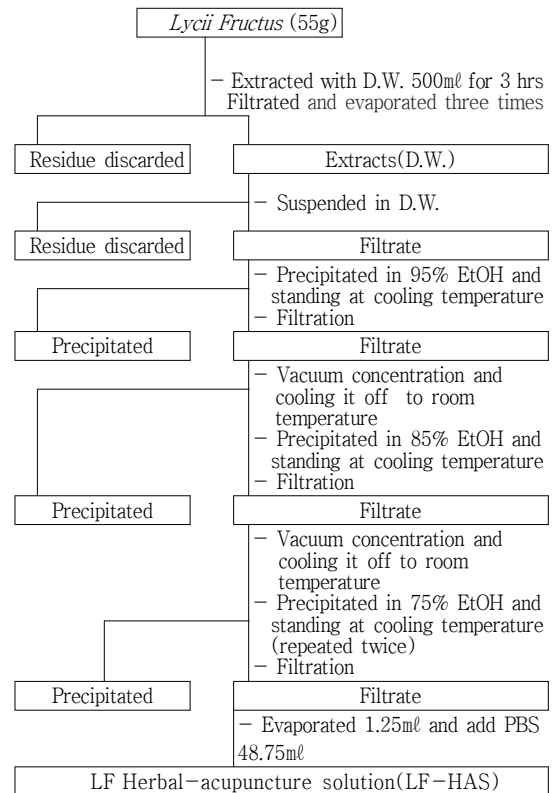 Lycii Fructus (55g)
- Extracted with D.W. 500㎖ for 3 hrs
Filtrated and evaporated three times
Residue discarded
Extracts(D.W.)
- Suspended in D.W.
Residue discarded
Filtrate
- Precipitated in 95% EtOH and
standing at cooling temperature
- Filtration
Precipitated
Filtrate
- Vacuum concentration and
cooling it off to room
temperature
- Precipitated in 85% EtOH and
standing at cooling temperature
- Filtration
Precipitated
Filtrate
- Vacuum concentration and
cooling it off to room
temperature
- Precipitated in 75% EtOH and
standing at cooling temperature
(repeated twice)
- Filtration
Precipitated
Filtrate
- Evaporated 1.25㎖ and add PBS
48.75㎖
LF Herbal-acupuncture solution(LF-HAS)